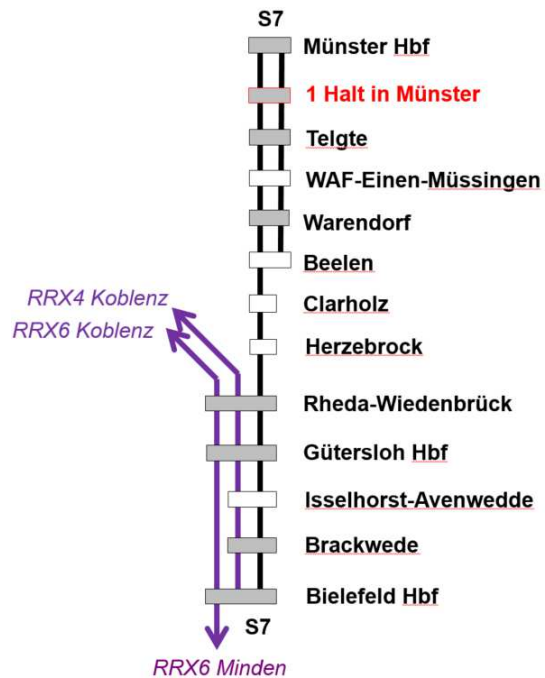 S7
Münster Hbf
1 Halt in Münster
Telgte
WAF-Einen-Müssingen
Warendorf
Beelen
RRX4 Koblenz
Clarholz
RRX6 Koblenz
Herzebrock
Rheda-Wiedenbrück
Gütersloh Hbf
Isselhorst-Avenwedde
Brackwede
Bielefeld Hbf
S7
RRX6 Minden